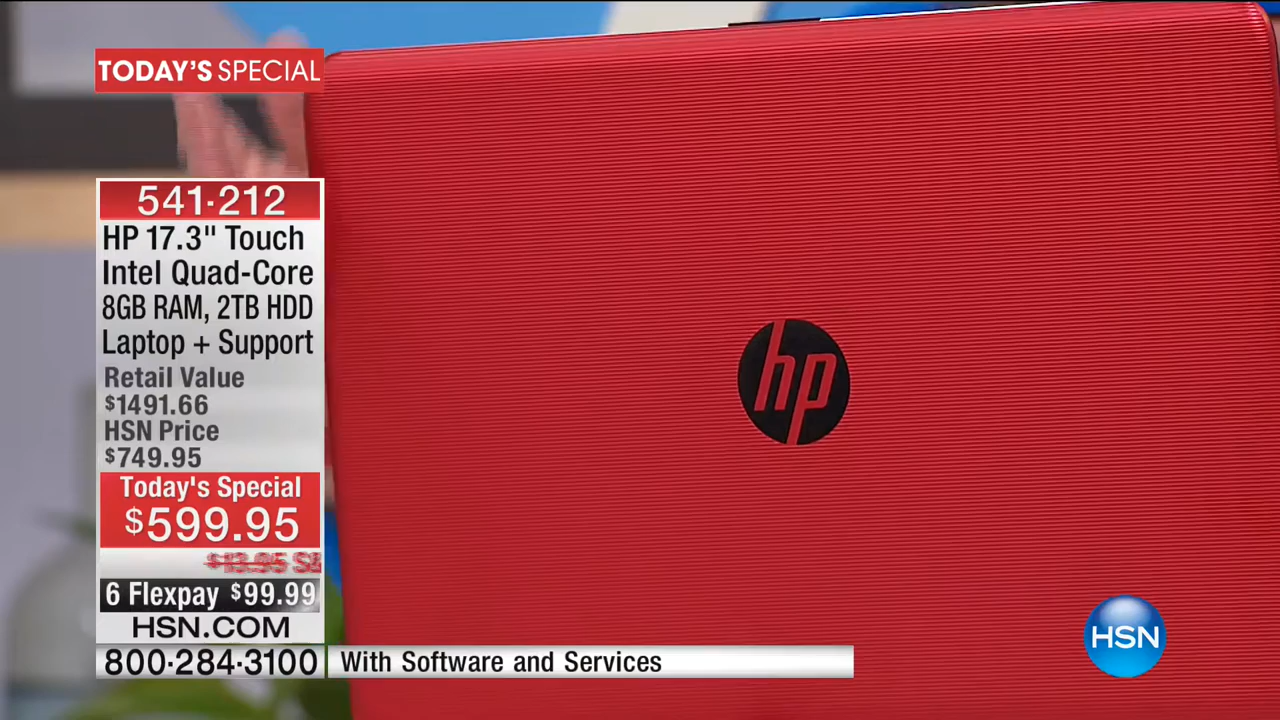 TODAY'S SPECIAL
541·212
HP 17.3" Touch
Intel Quad-Core
8GB RAM, 2TB HDD
Laptop + Support
Retail Value
$1491.66
HSN Price
$749.95
Today's Special
$599.95
$13.95
6 Flexpay $99.99
HSN.COM
800·284·3100
With Software and Services
hp
HSN